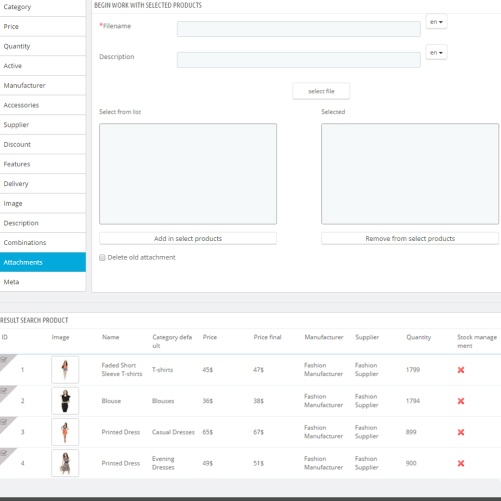 Category
Price
Quantity
Active
Manufacturer
Accessories
Supplier
Discount
Features
Delivery
Image
Description
Combinations
Attachments
Meta
BEGIN WORK WITH SELECTED PRODUCTS
*Filename
en
Description
en
select file
Select from list
Selected
Add in select products
Remove from select products
Delete old attachment
RESULT SEARCH PRODUCT
ID Image Name Category defa Price Price final Manufacturer Supplier Quantity Stock manage
ult ment
1 Faded Short T-shirts 45$ 47$ Fashion Fashion 1799
Sleeve T-shirts Manufacturer Supplier
2 Blouse Blouses 36$ 38$ Fashion Fashion 1794
Manufacturer Supplier
3 Printed Dress Casual Dresses 65$ 67$ Fashion Fashion 899
Manufacturer Supplier
4 Printed Dress Evening 49$ 51$ Fashion Fashion 900
Dresses Manufacturer Supplier